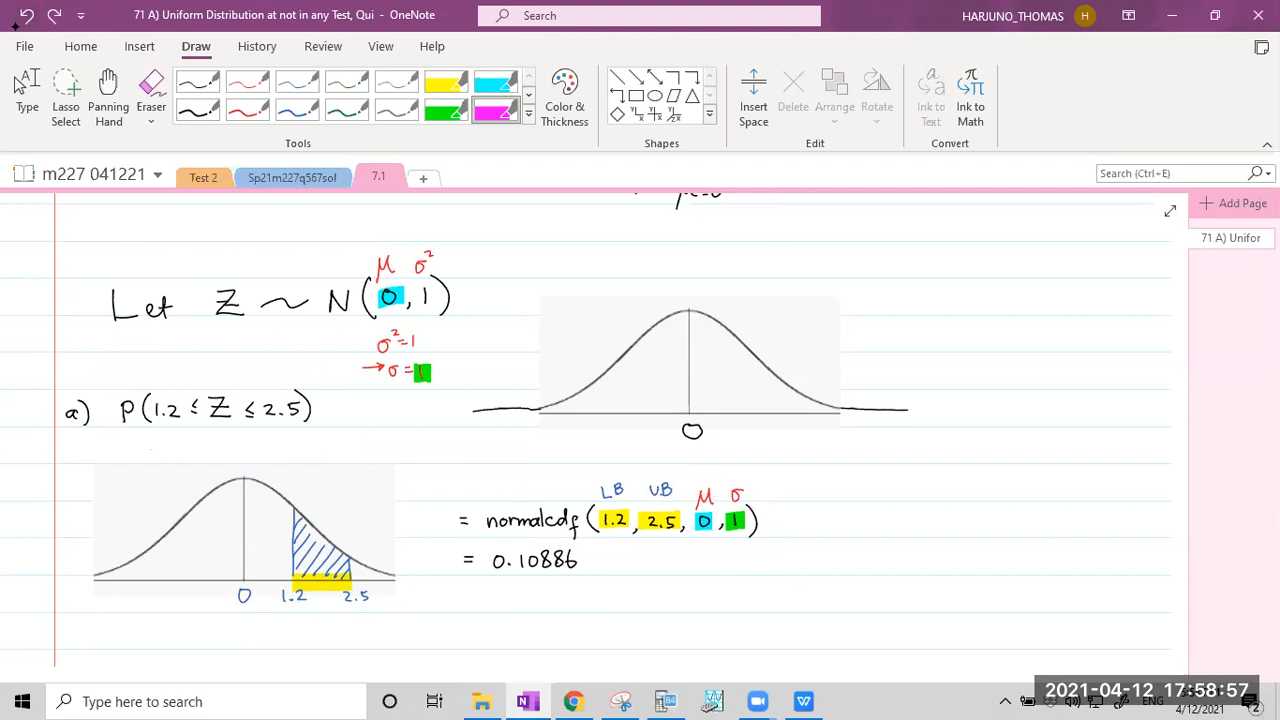 71 A) Uniform Distribution at not in any Test, Qui - OneNote
Search
HARJUNO_THOMAS
H
File Home Insert Draw History Review View Help
Type
Lasso Select
Panning Hand
Eraser
Color & Thickness
Insert Space
Delete
Arrange
Rotate
Ink to Text
Ink to Math
Tools
Shapes
Edit
Convert
m227 041221
Test 2
Sp21m227q567sol
7.1
Search (Ctrl+E)
Add Page
71 A) Unifor
μ σ²
Let Z ~ N(0, 1)
σ²=1
→ σ = 1
a) P(1.2 ≤ Z ≤ 2.5)
0
LB UB μ σ
= normalcdf(1.2, 2.5, 0, 1)
= 0.10886
0 1.2 2.5
Type here to search
2021-04-12 17:58:57
4/12/2021